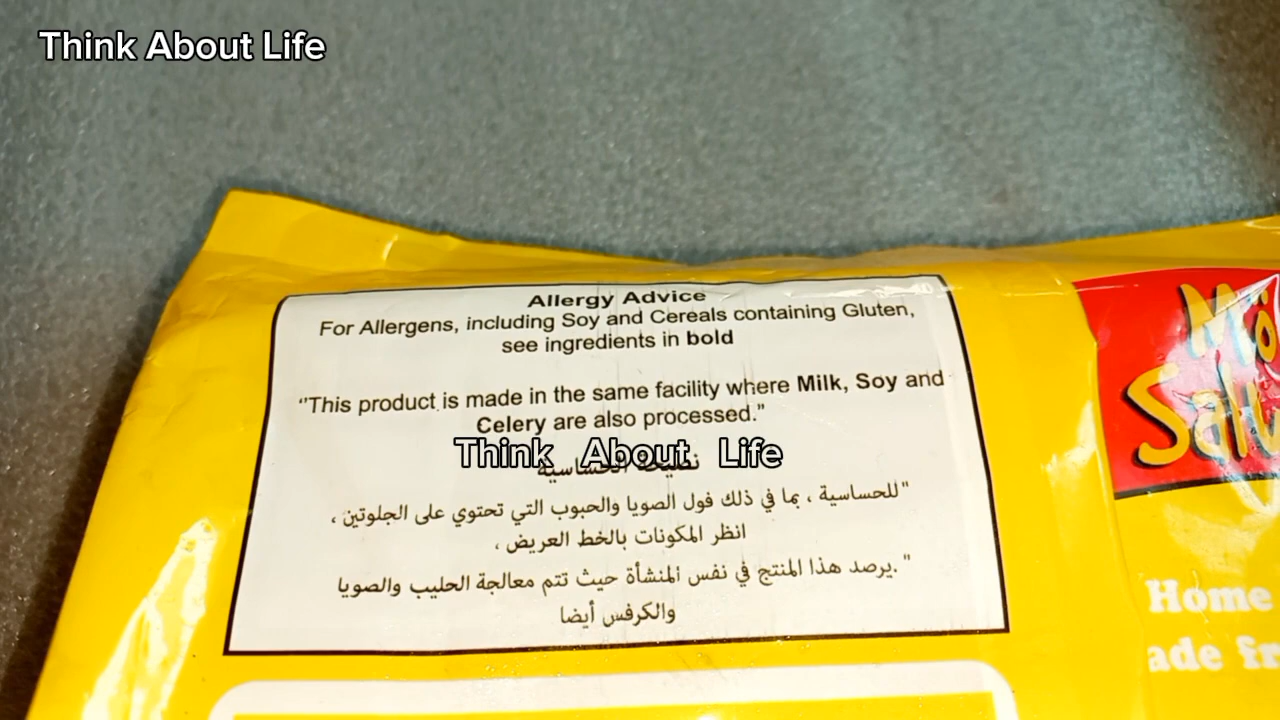 Think About Life
Allergy Advice
For Allergens, including Soy and Cereals containing Gluten,
see ingredients in bold
"This product is made in the same facility where Milk, Soy and
Celery are also processed."
Think About Life
نصيحة الحساسية
"للحساسية ، بما في ذلك فول الصويا والحبوب التي تحتوي على الجلوتين ،
انظر المكونات بالخط العريض ،
".يرصد هذا المنتج في نفس المنشأة حيث تتم معالجة الحليب والصويا
والكرفس أيضا
Home
ade fr